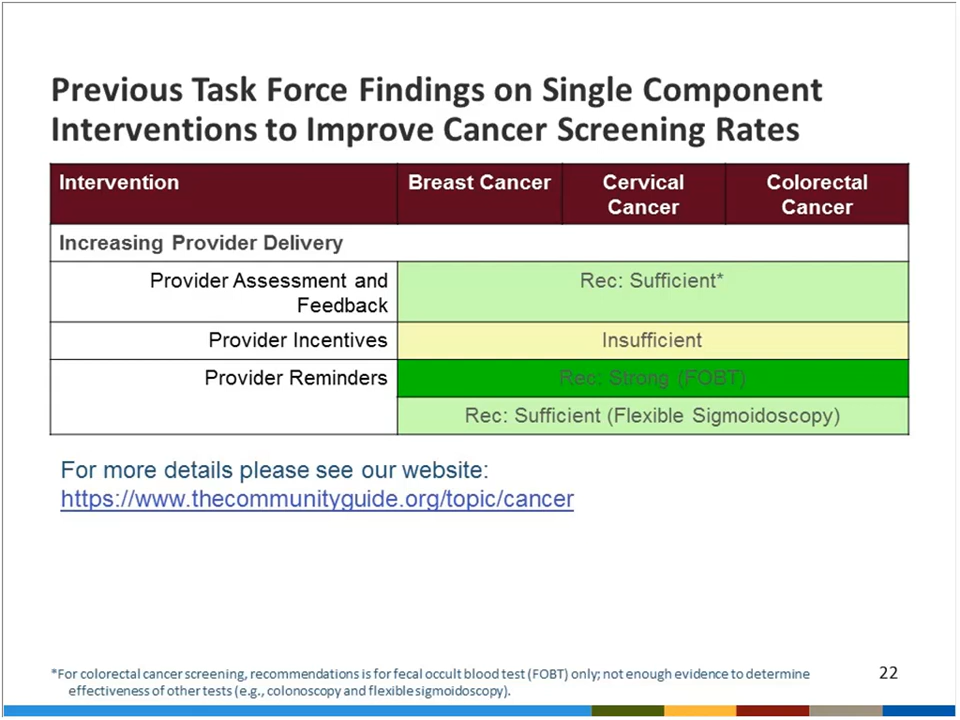 Previous Task Force Findings on Single Component
Interventions to Improve Cancer Screening Rates
Intervention
Breast Cancer
Cervical
Cancer
Colorectal
Cancer
Increasing Provider Delivery
Provider Assessment and
Feedback
Rec: Sufficient*
Provider Incentives
Insufficient
Provider Reminders
Rec: Strong (FOBT)
Rec: Sufficient (Flexible Sigmoidoscopy)
For more details please see our website:
https://www.thecommunityguide.org/topic/cancer
*For colorectal cancer screening, recommendations is for fecal occult blood test (FOBT) only; not enough evidence to determine
effectiveness of other tests (e.g., colonoscopy and flexible sigmoidoscopy).
22